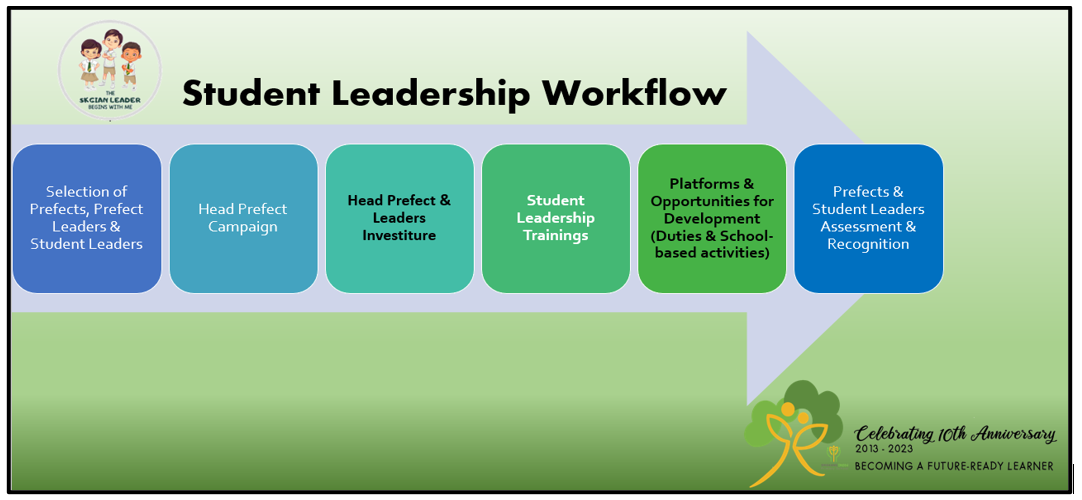 THE
SKGIAN LEADER
BEGINS WITH ME
Student Leadership Workflow
Selection of
Prefects, Prefect
Leaders &
Student Leaders
Head Prefect
Campaign
Head Prefect &
Leaders
Investiture
Student
Leadership
Trainings
Platforms &
Opportunities for
Development
(Duties & School-
based activities)
Prefects &
Student Leaders
Assessment &
Recognition
Celebrating 10th Anniversary
2013 - 2023
BECOMING A FUTURE-READY LEARNER